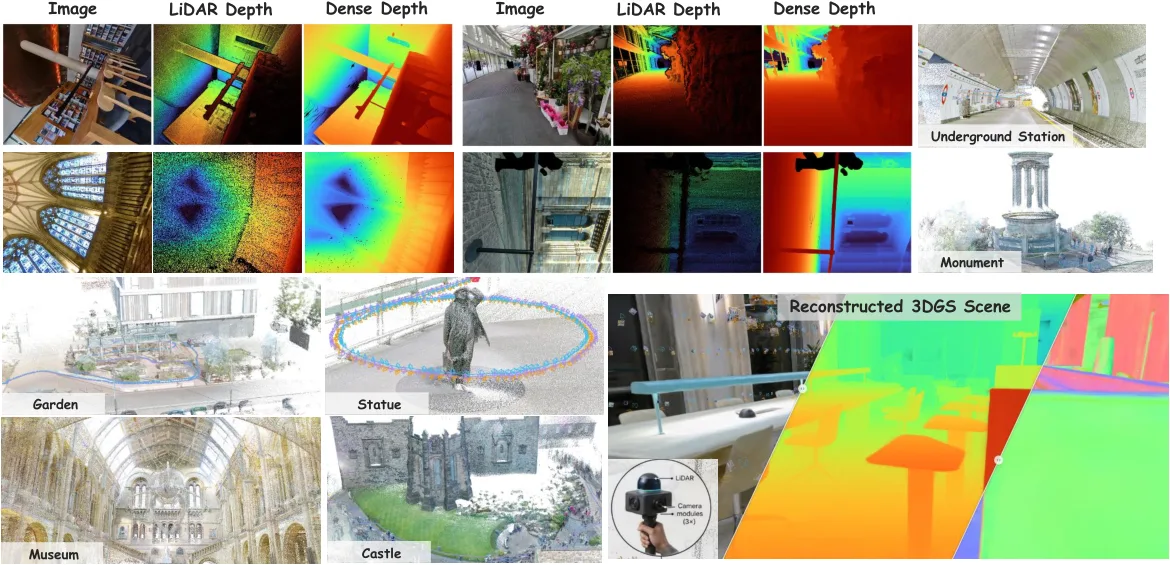 Image
LiDAR Depth
Dense Depth
Image
LiDAR Depth
Dense Depth
Underground Station
Monument
Garden
Statue
Reconstructed 3DGS Scene
Museum
Castle
LiDAR
Camera
modules
(3×)